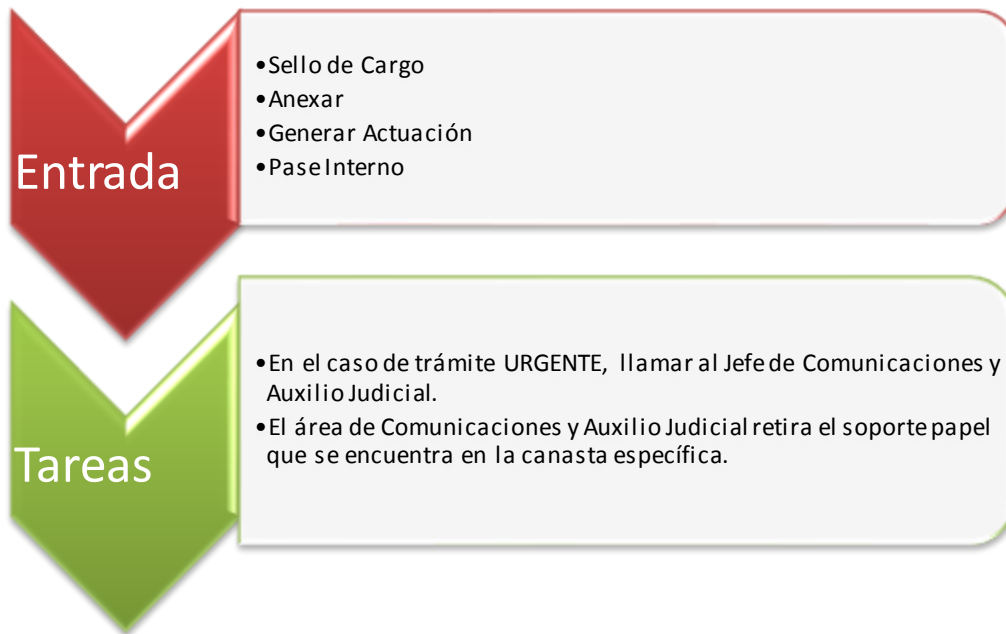 Entrada
•Sello de Cargo
•Anexar
•Generar Actuación
•Pase Interno
Tareas
•En el caso de trámite URGENTE, llamar al Jefe de Comunicaciones y
Auxilio Judicial.
•El área de Comunicaciones y Auxilio Judicial retira el soporte papel
que se encuentra en la canasta específica.